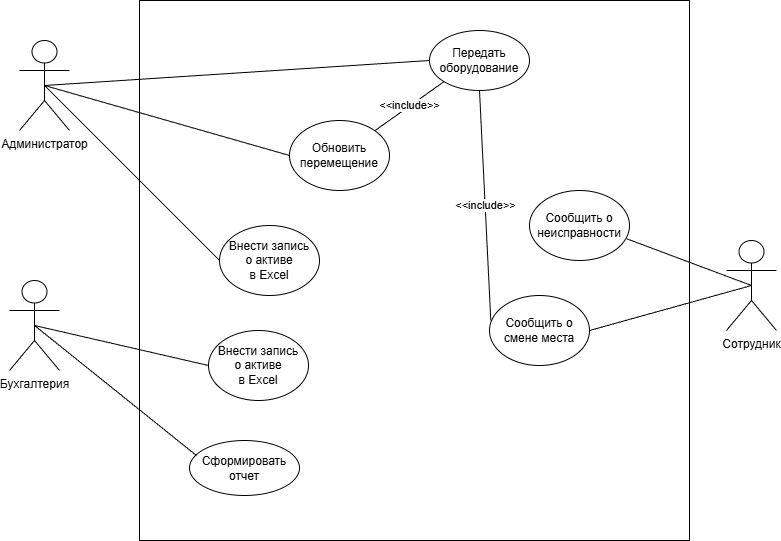 Передать
оборудование
<<include>>
Администратор
Обновить
перемещение
<<include>>
Сообщить о
неисправности
Внести запись
о активе
в Excel
Сообщить о
смене места
Сотрудник
Внести запись
о активе
в Excel
Бухгалтерия
Сформировать
отчет